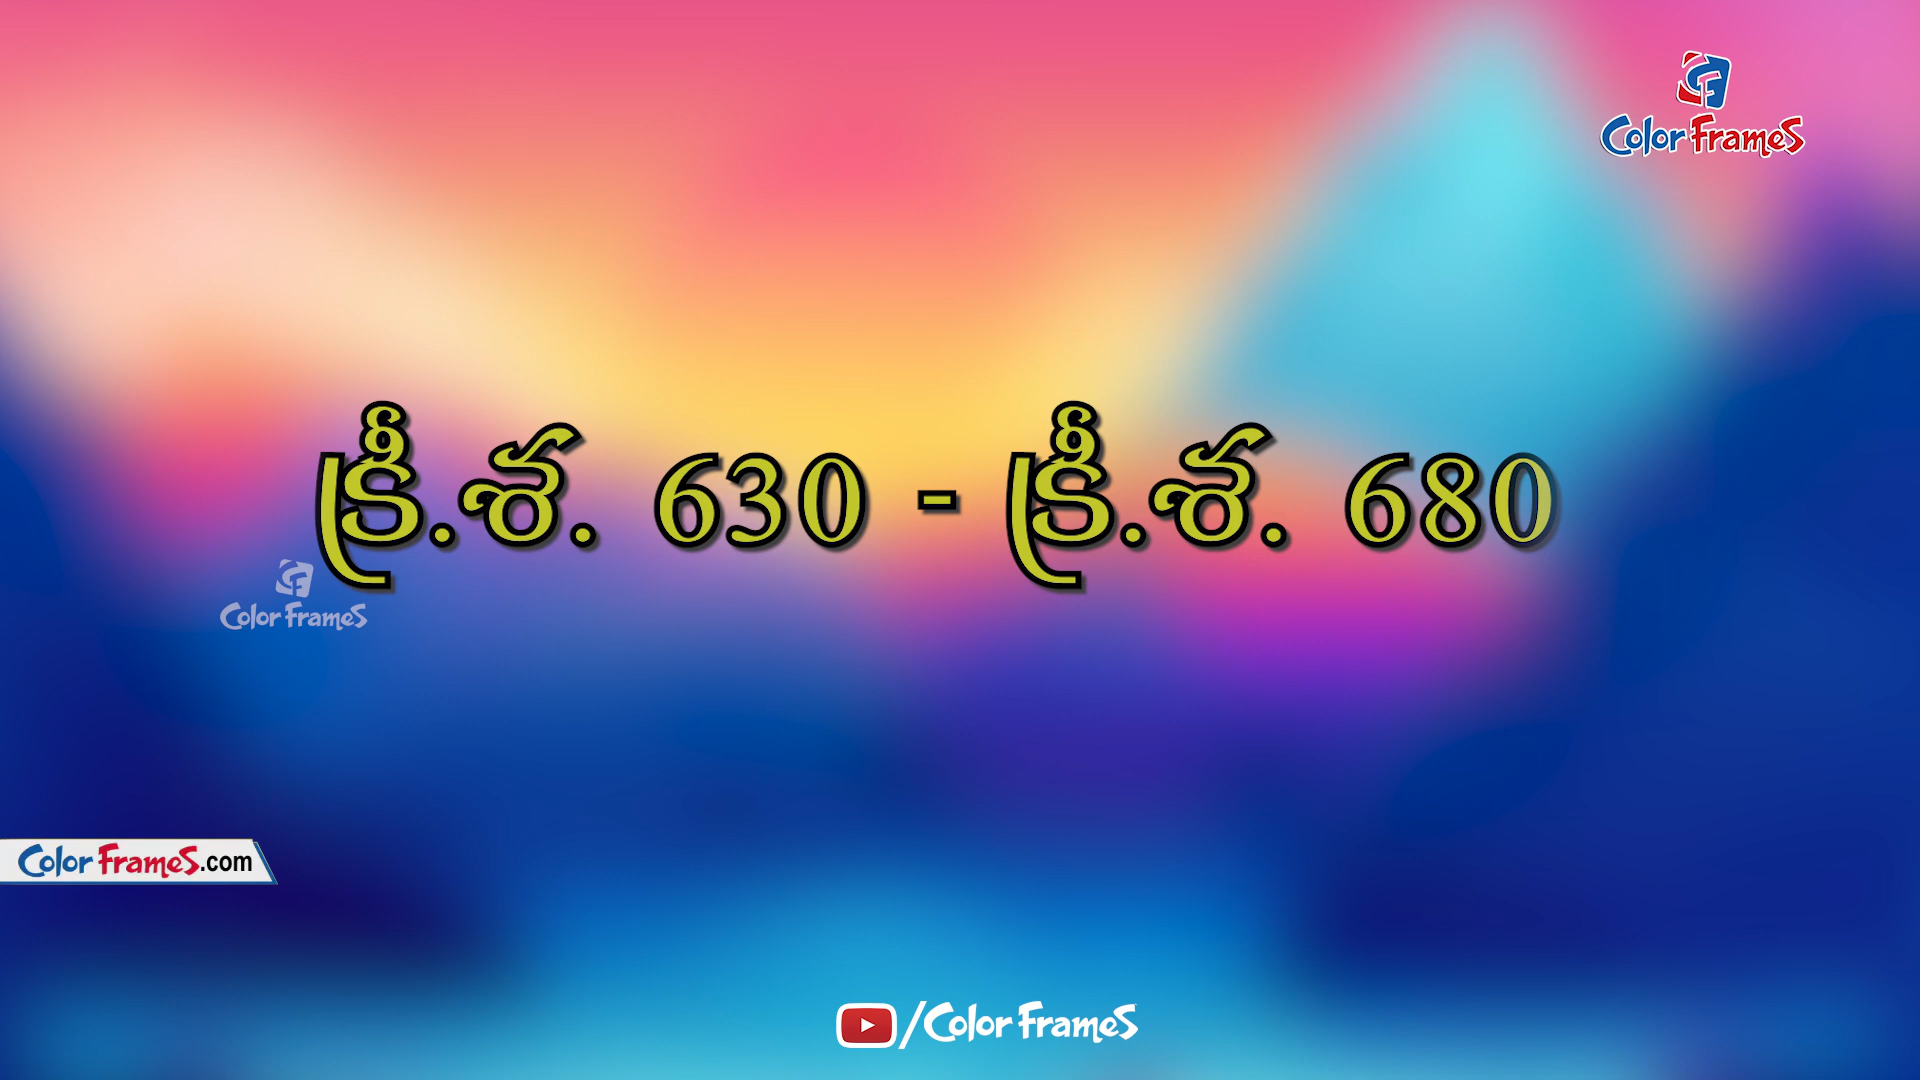 Color Frames
క్రీ.శ. 630 - క్రీ.శ. 680
Color Frames
Color Frames.com
/Color Frames